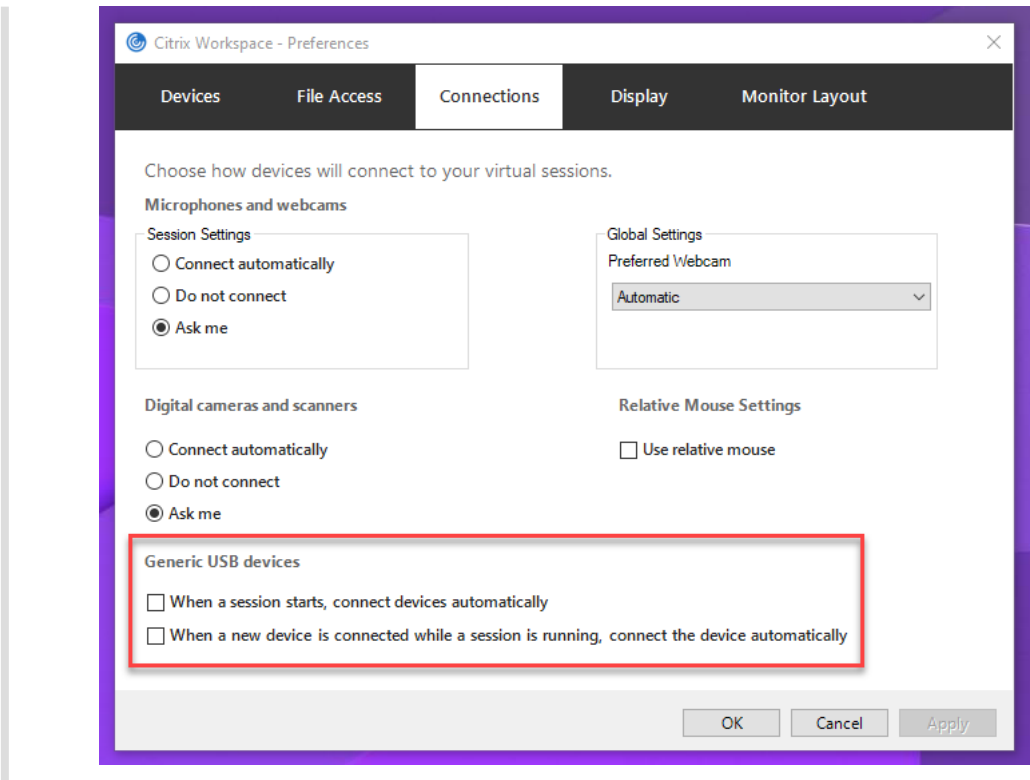 Citrix Workspace - Preferences
Devices File Access Connections Display Monitor Layout
Choose how devices will connect to your virtual sessions.
Microphones and webcams
Session Settings
Connect automatically
Do not connect
Ask me
Global Settings
Preferred Webcam
Automatic
Digital cameras and scanners
Connect automatically
Do not connect
Ask me
Relative Mouse Settings
Use relative mouse
Generic USB devices
When a session starts, connect devices automatically
When a new device is connected while a session is running, connect the device automatically
OK Cancel Apply